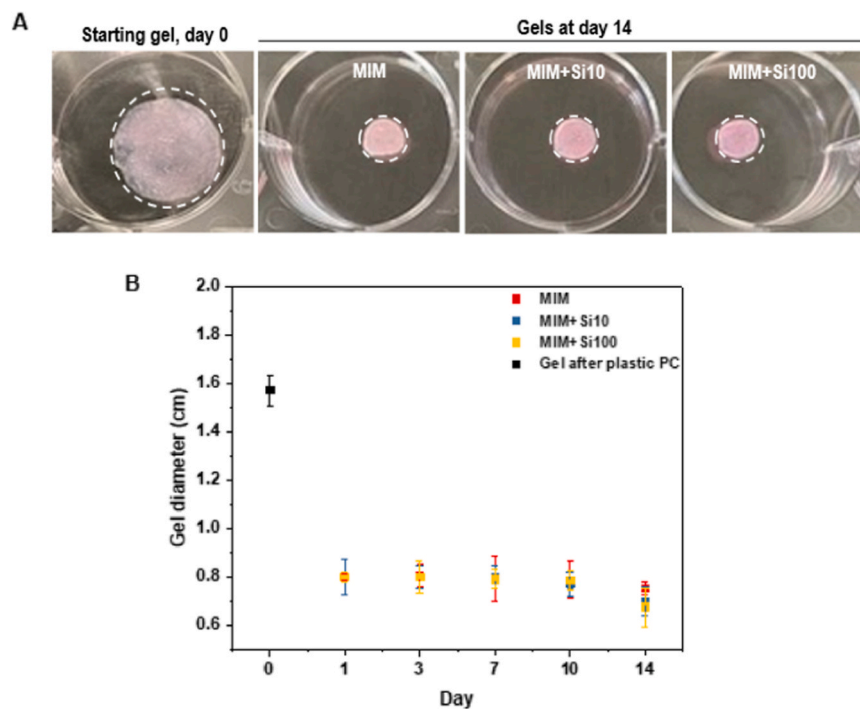 A
Starting gel, day 0
Gels at day 14
MIM
MIM+Si10
MIM+Si100
B
2.0
1.8
1.6
1.4
1.2
1.0
0.8
0.6
Gel diameter (cm)
MIM
MIM+Si10
MIM+Si100
Gel after plastic PC
0
1
3
7
10
14
Day